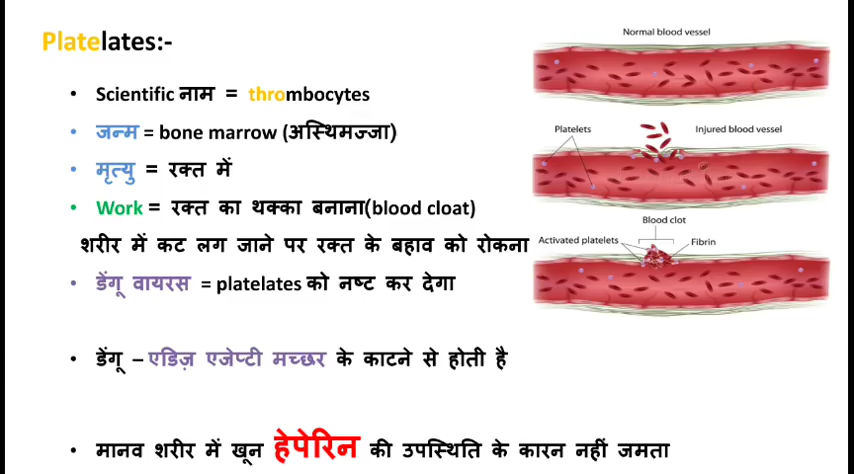 Platelates:-
• Scientific नाम = thrombocytes
• जन्म = bone marrow (अस्थिमज्जा)
• मृत्यु = रक्त में
• Work = रक्त का थक्का बनाना(blood cloat)
शरीर में कट लग जाने पर रक्त के बहाव को रोकना
• डेंगू वायरस = platelates को नष्ट कर देगा
• डेंगू – एडिज़ एजेप्टी मच्छर के काटने से होती है
• मानव शरीर में खून हेपेरिन की उपस्थिति के कारन नहीं जमता
Normal blood vessel
Platelets
Injured blood vessel
Blood clot
Activated platelets
Fibrin